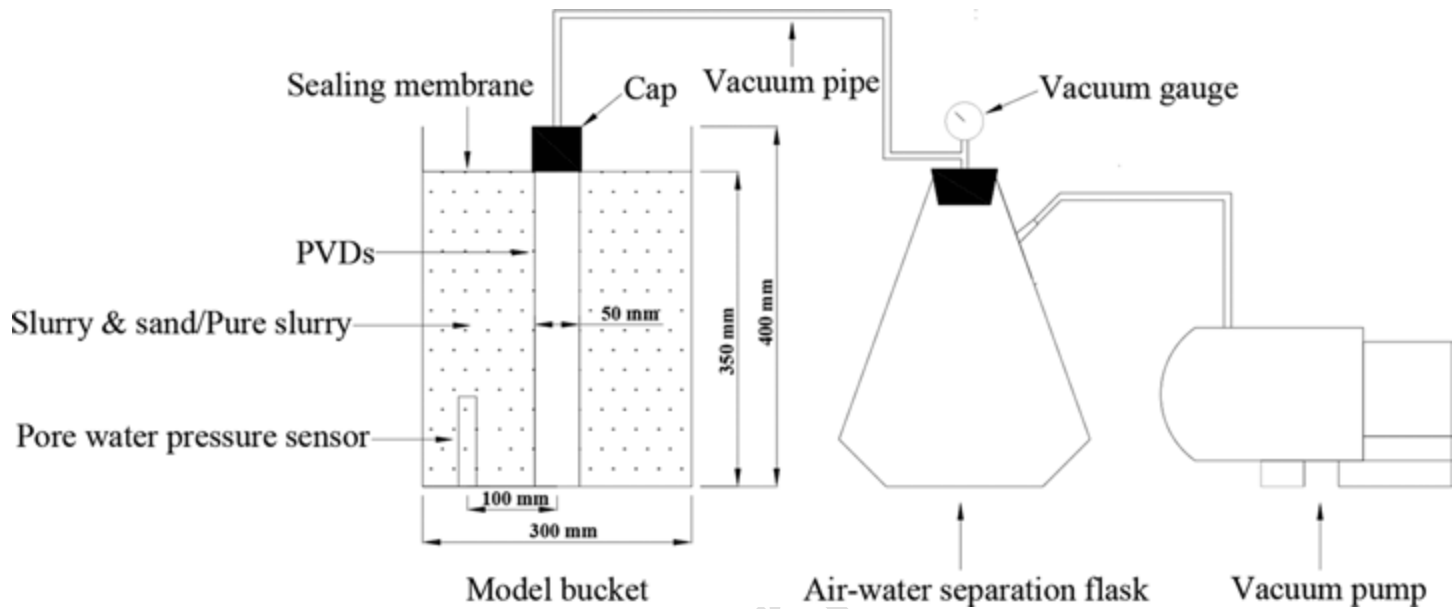 Sealing membrane
Cap
Vacuum pipe
Vacuum gauge
PVDs
Slurry & sand/Pure slurry
50 mm
350 mm
400 mm
Pore water pressure sensor
100 mm
300 mm
Model bucket
Air-water separation flask
Vacuum pump